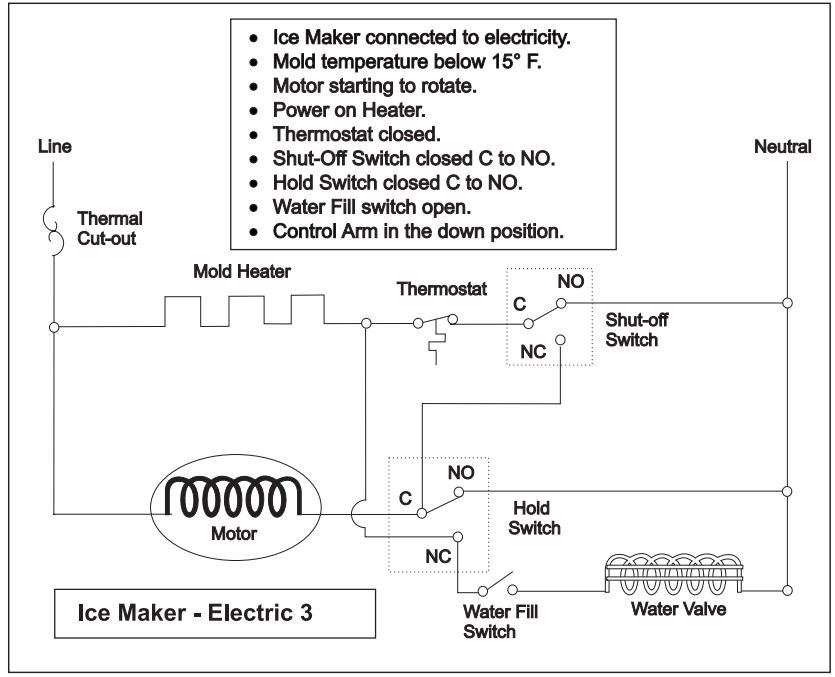 • Ice Maker connected to electricity.
• Mold temperature below 15° F.
• Motor starting to rotate.
• Power on Heater.
• Thermostat closed.
• Shut-Off Switch closed C to NO.
• Hold Switch closed C to NO.
• Water Fill switch open.
• Control Arm in the down position.
Line
Neutral
Thermal
Cut-out
Mold Heater
Thermostat
NO
C
NC
Shut-off
Switch
NO
C
NC
Hold
Switch
Motor
Ice Maker - Electric 3
Water Fill
Switch
Water Valve